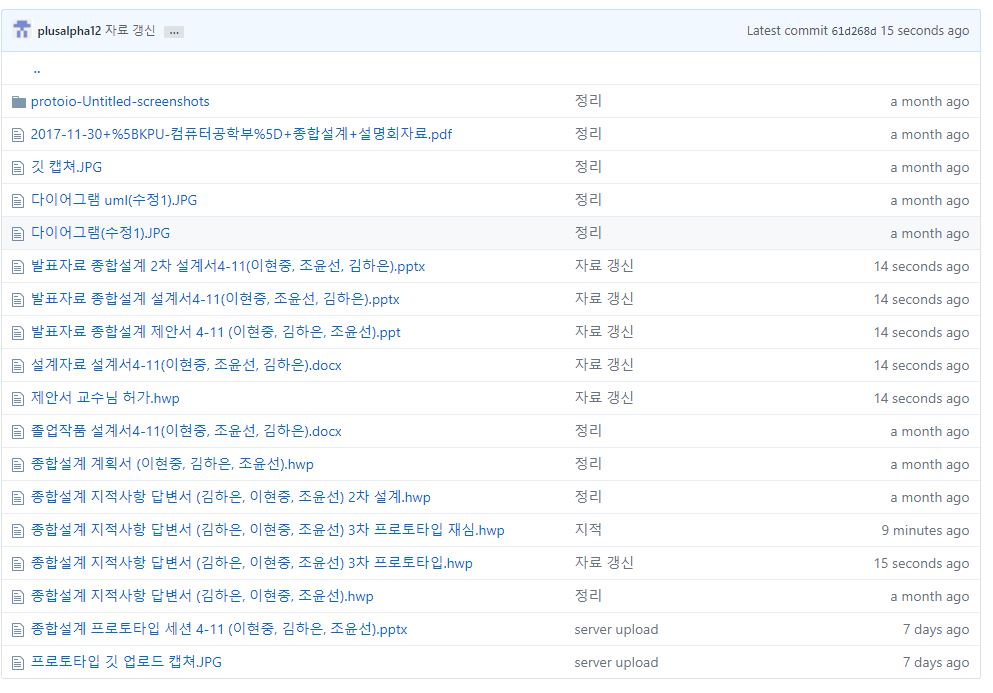 plusalpha12 자료 갱신 ... Latest commit 61d268d 15 seconds ago
..
protoio-Untitled-screenshots 정리 a month ago
2017-11-30+%5BKPU-컴퓨터공학부%5D+종합설계+설명회자료.pdf 정리 a month ago
깃 캡쳐.JPG 정리 a month ago
다이어그램 uml(수정1).JPG 정리 a month ago
다이어그램(수정1).JPG 정리 a month ago
발표자료 종합설계 2차 설계서4-11(이현중, 조윤선, 김하은).pptx 자료 갱신 14 seconds ago
발표자료 종합설계 설계서4-11(이현중, 조윤선, 김하은).pptx 자료 갱신 14 seconds ago
발표자료 종합설계 제안서 4-11 (이현중, 김하은, 조윤선).ppt 자료 갱신 14 seconds ago
설계자료 설계서4-11(이현중, 조윤선, 김하은).docx 자료 갱신 14 seconds ago
제안서 교수님 허가.hwp 자료 갱신 14 seconds ago
졸업작품 설계서4-11(이현중, 조윤선, 김하은).docx 정리 a month ago
종합설계 계획서 (이현중, 김하은, 조윤선).hwp 정리 a month ago
종합설계 지적사항 답변서 (김하은, 이현중, 조윤선) 2차 설계.hwp 정리 a month ago
종합설계 지적사항 답변서 (김하은, 이현중, 조윤선) 3차 프로토타입 재심.hwp 지적 9 minutes ago
종합설계 지적사항 답변서 (김하은, 이현중, 조윤선) 3차 프로토타입.hwp 자료 갱신 15 seconds ago
종합설계 지적사항 답변서 (김하은, 이현중, 조윤선).hwp 정리 a month ago
종합설계 프로토타입 세션 4-11 (이현중, 김하은, 조윤선).pptx server upload 7 days ago
프로토타입 깃 업로드 캡쳐.JPG server upload 7 days ago